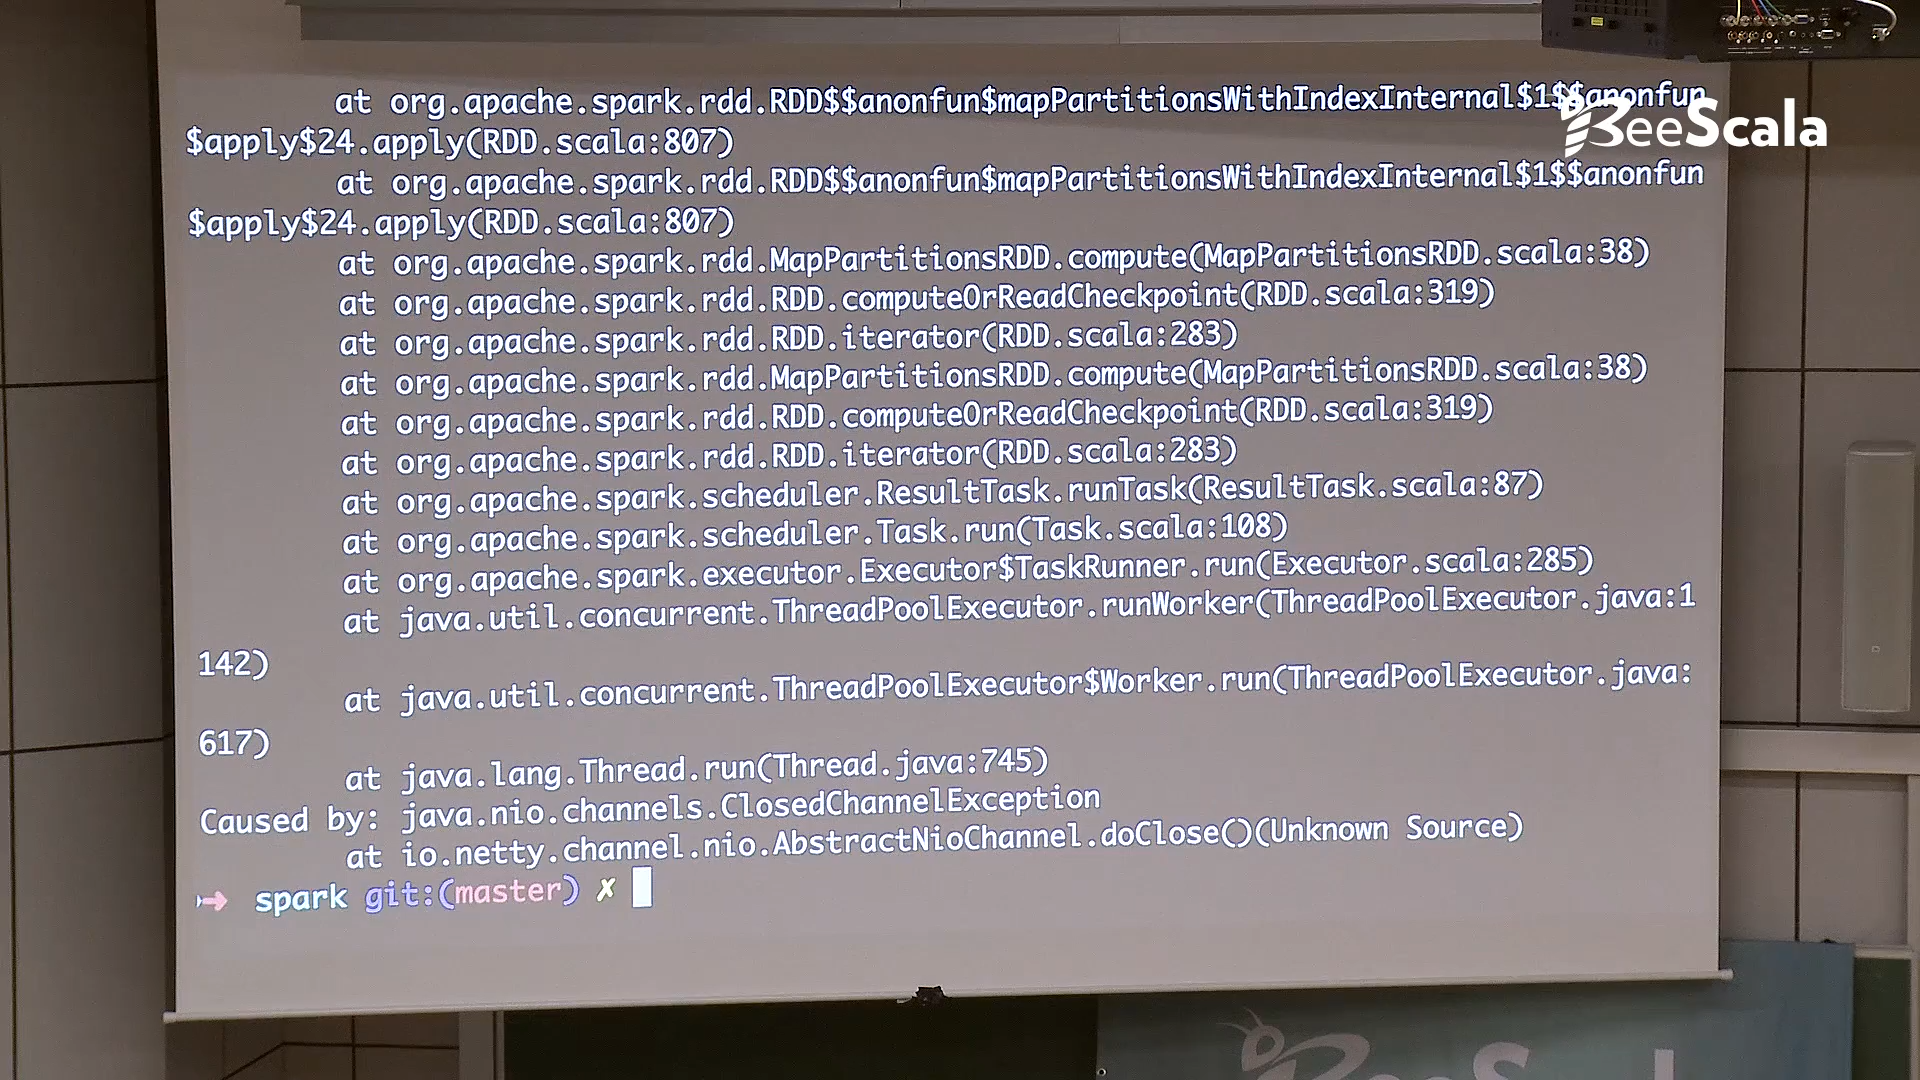 at org.apache.spark.rdd.RDD$$anonfun$mapPartitionsWithIndexInternal$1$$anonfun
$apply$24.apply(RDD.scala:807)
at org.apache.spark.rdd.RDD$$anonfun$mapPartitionsWithIndexInternal$1$$anonfun
$apply$24.apply(RDD.scala:807)
at org.apache.spark.rdd.MapPartitionsRDD.compute(MapPartitionsRDD.scala:38)
at org.apache.spark.rdd.RDD.computeOrReadCheckpoint(RDD.scala:319)
at org.apache.spark.rdd.RDD.iterator(RDD.scala:283)
at org.apache.spark.rdd.MapPartitionsRDD.compute(MapPartitionsRDD.scala:38)
at org.apache.spark.rdd.RDD.computeOrReadCheckpoint(RDD.scala:319)
at org.apache.spark.rdd.RDD.iterator(RDD.scala:283)
at org.apache.spark.scheduler.ResultTask.runTask(ResultTask.scala:87)
at org.apache.spark.scheduler.Task.run(Task.scala:108)
at org.apache.spark.executor.Executor$TaskRunner.run(Executor.scala:285)
at java.util.concurrent.ThreadPoolExecutor.runWorker(ThreadPoolExecutor.java:1
142)
at java.util.concurrent.ThreadPoolExecutor$Worker.run(ThreadPoolExecutor.java:
617)
at java.lang.Thread.run(Thread.java:745)
Caused by: java.nio.channels.ClosedChannelException
at io.netty.channel.nio.AbstractNioChannel.doClose()(Unknown Source)
➜ spark git:(master) ✗
BeeScala